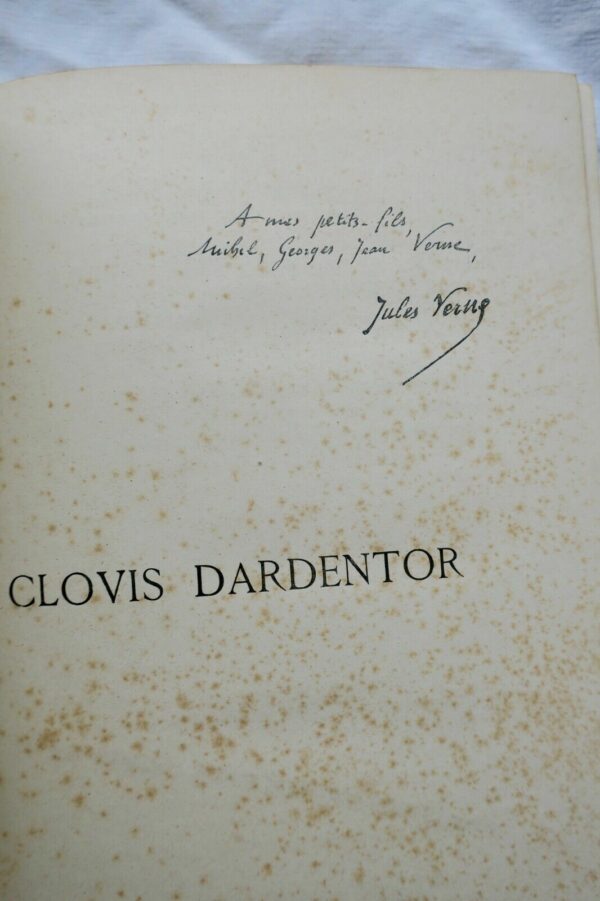 A mes petits-fils,
Michel, Georges, Jean Verne,
Jules Verne
CLOVIS DARDENTOR